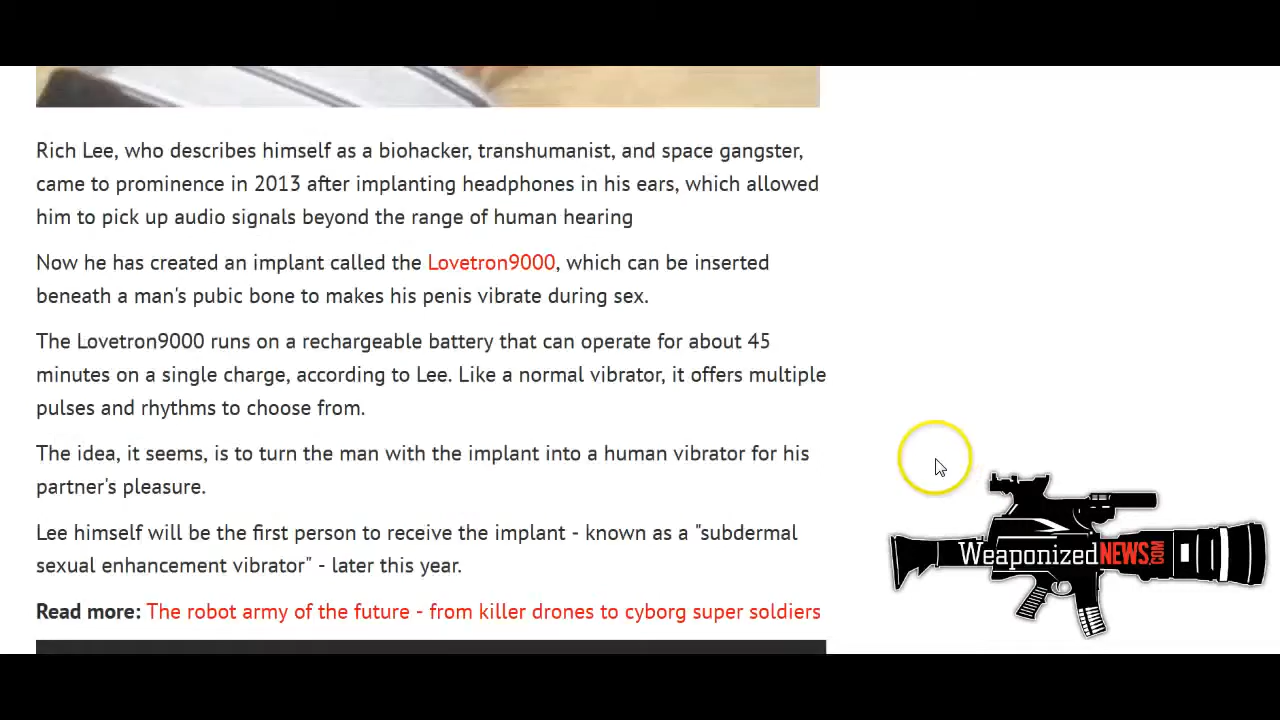 Rich Lee, who describes himself as a biohacker, transhumanist, and space gangster,
came to prominence in 2013 after implanting headphones in his ears, which allowed
him to pick up audio signals beyond the range of human hearing
Now he has created an implant called the Lovetron9000, which can be inserted
beneath a man's pubic bone to makes his penis vibrate during sex.
The Lovetron9000 runs on a rechargeable battery that can operate for about 45
minutes on a single charge, according to Lee. Like a normal vibrator, it offers multiple
pulses and rhythms to choose from.
The idea, it seems, is to turn the man with the implant into a human vibrator for his
partner's pleasure.
Lee himself will be the first person to receive the implant - known as a "subdermal
sexual enhancement vibrator" - later this year.
Read more: The robot army of the future - from killer drones to cyborg super soldiers
WeaponizedNEWS.COM